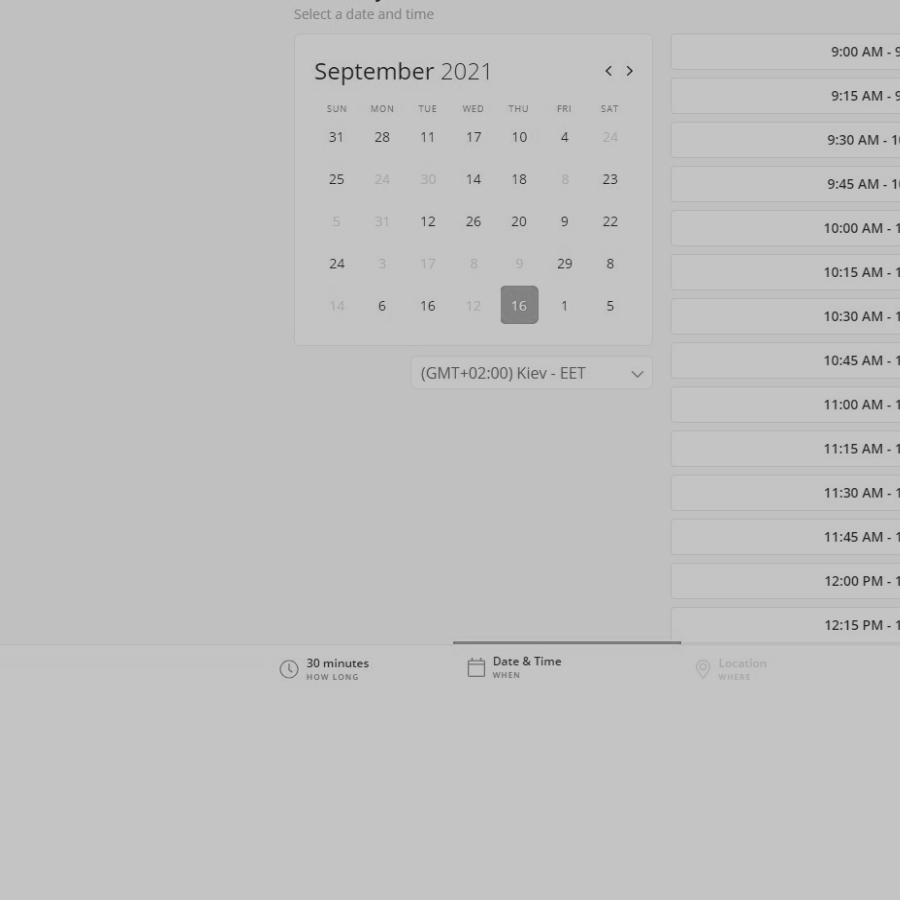 Select a date and time
September 2021
SUN MON TUE WED THU FRI SAT
31 28 11 17 10 4 24
25 24 30 14 18 8 23
5 31 12 26 20 9 22
24 3 17 8 9 29 8
14 6 16 12 16 1 5
(GMT+02:00) Kiev - EET
9:00 AM - 9
9:15 AM - 9
9:30 AM - 10
9:45 AM - 10
10:00 AM - 1
10:15 AM - 1
10:30 AM - 1
10:45 AM - 1
11:00 AM - 1
11:15 AM - 1
11:30 AM - 1
11:45 AM - 1
12:00 PM - 1
12:15 PM - 1
30 minutes
HOW LONG
Date & Time
WHEN
Location
WHERE